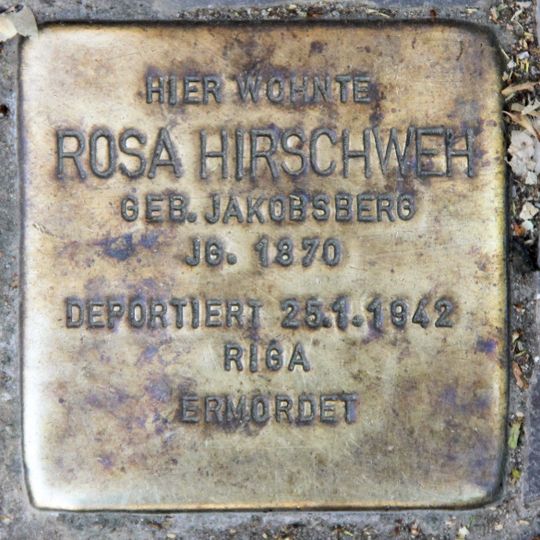 HIER WOHNTE
ROSA HIRSCHWEH
GEB. JAKOBSBERG
JG. 1870
DEPORTIERT 25.1.1942
RIGA
ERMORDET